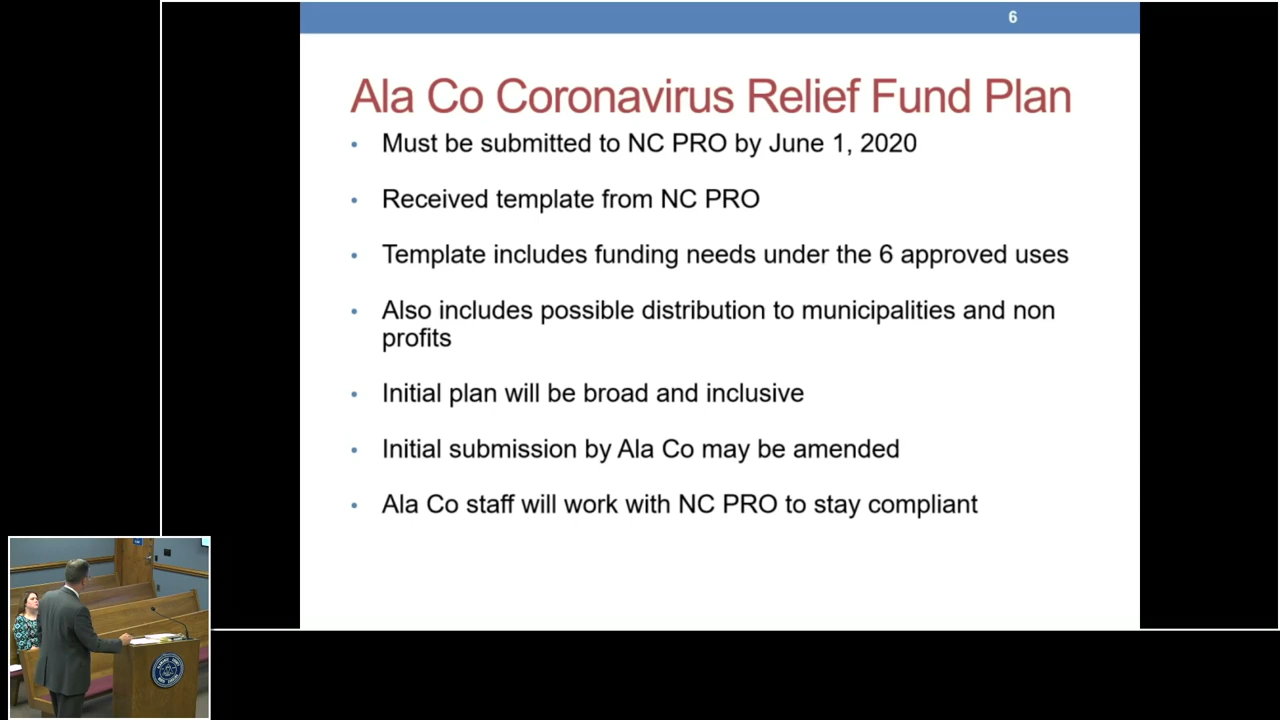 6
Ala Co Coronavirus Relief Fund Plan
• Must be submitted to NC PRO by June 1, 2020
• Received template from NC PRO
• Template includes funding needs under the 6 approved uses
• Also includes possible distribution to municipalities and non
profits
• Initial plan will be broad and inclusive
• Initial submission by Ala Co may be amended
• Ala Co staff will work with NC PRO to stay compliant